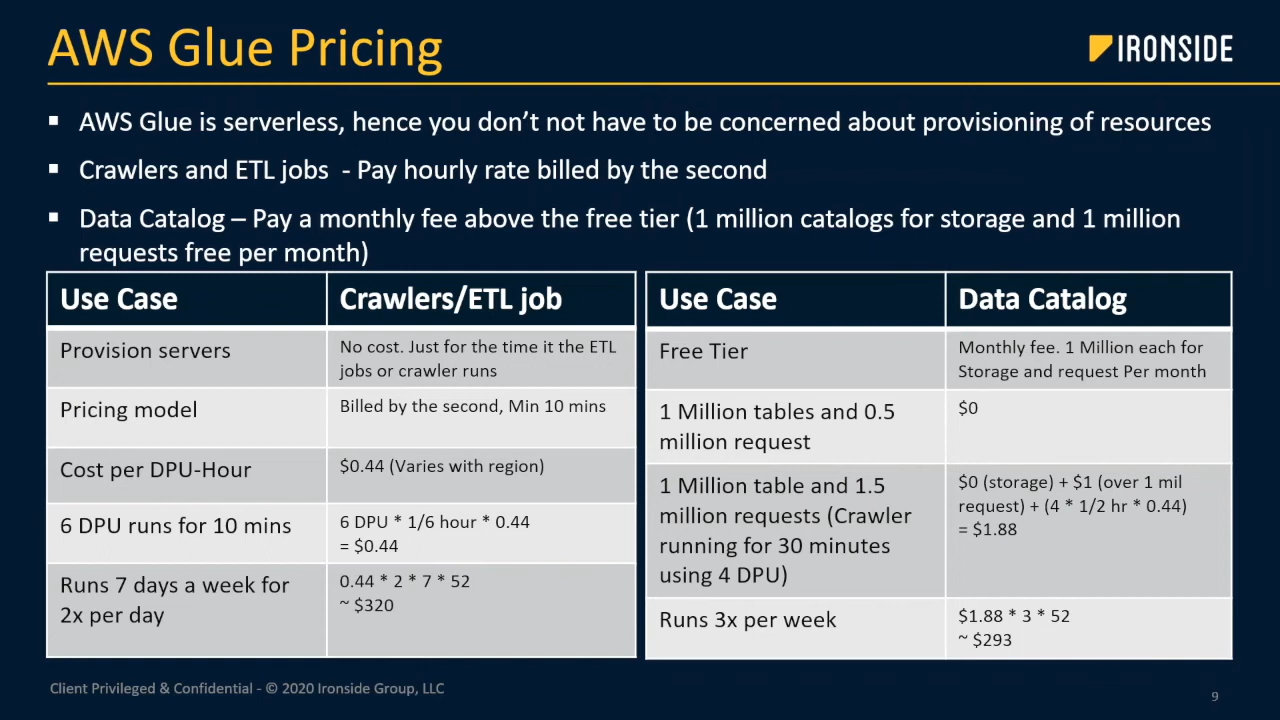 AWS Glue Pricing
IRONSIDE
▪ AWS Glue is serverless, hence you don’t not have to be concerned about provisioning of resources
▪ Crawlers and ETL jobs - Pay hourly rate billed by the second
▪ Data Catalog – Pay a monthly fee above the free tier (1 million catalogs for storage and 1 million
requests free per month)
Use Case
Crawlers/ETL job
Provision servers
No cost. Just for the time it the ETL
jobs or crawler runs
Pricing model
Billed by the second, Min 10 mins
Cost per DPU-Hour
$0.44 (Varies with region)
6 DPU runs for 10 mins
6 DPU * 1/6 hour * 0.44
= $0.44
Runs 7 days a week for
2x per day
0.44 * 2 * 7 * 52
~ $320
Use Case
Data Catalog
Free Tier
Monthly fee. 1 Million each for
Storage and request Per month
1 Million tables and 0.5
million request
$0
1 Million table and 1.5
million requests (Crawler
running for 30 minutes
using 4 DPU)
$0 (storage) + $1 (over 1 mil
request) + (4 * 1/2 hr * 0.44)
= $1.88
Runs 3x per week
$1.88 * 3 * 52
~ $293
Client Privileged & Confidential - © 2020 Ironside Group, LLC
9